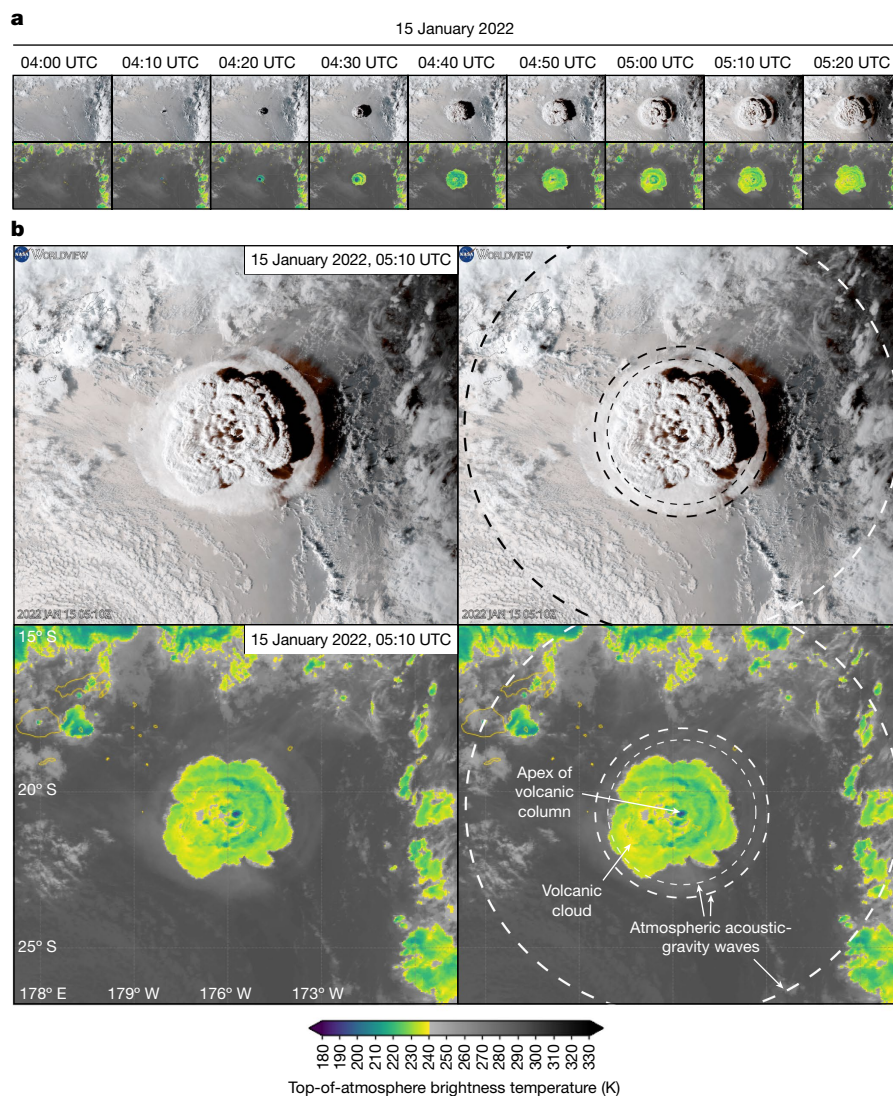 a
15 January 2022
04:00 UTC 04:10 UTC 04:20 UTC 04:30 UTC 04:40 UTC 04:50 UTC 05:00 UTC 05:10 UTC 05:20 UTC
b
NASA WORLDVIEW
15 January 2022, 05:10 UTC
NASA WORLDVIEW
2022 JAN 15 05:10Z
2022 JAN 15 05:10Z
15° S
15 January 2022, 05:10 UTC
20° S
25° S
178° E 179° W 176° W 173° W
Apex of
volcanic
column
Volcanic
cloud
Atmospheric acoustic-
gravity waves
180 190 200 210 220 230 240 250 260 270 280 290 300 310 320 330
Top-of-atmosphere brightness temperature (K)